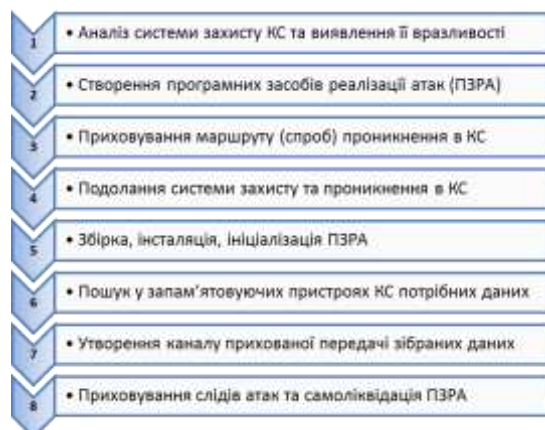 1 • Аналіз системи захисту КС та виявлення її вразливості
2 • Створення програмних засобів реалізації атак (ПЗРА)
3 • Приховування маршруту (спроб) проникнення в КС
4 • Подолання системи захисту та проникнення в КС
5 • Збірка, інсталяція, ініціалізація ПЗРА
6 • Пошук у запам’ятовуючих пристроях КС потрібних даних
7 • Утворення каналу прихованої передачі зібраних даних
8 • Приховування слідів атак та самоліквідація ПЗРА